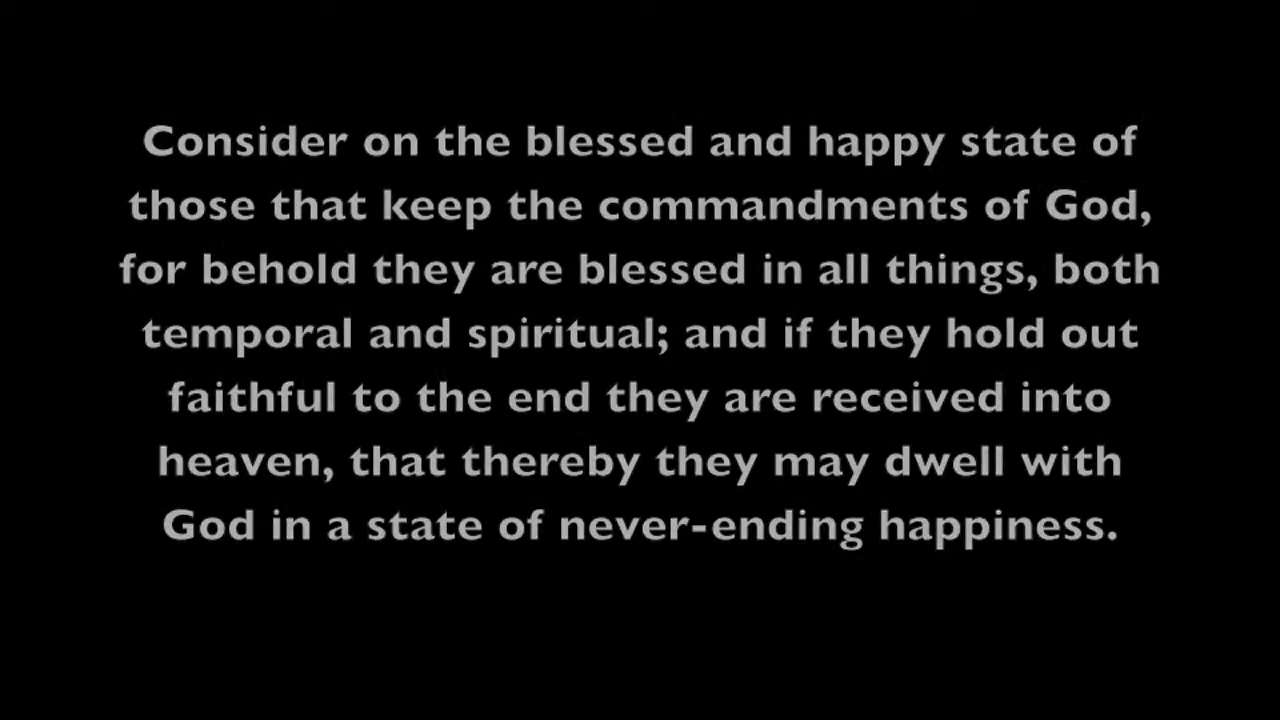 Consider on the blessed and happy state of
those that keep the commandments of God,
for behold they are blessed in all things, both
temporal and spiritual; and if they hold out
faithful to the end they are received into
heaven, that thereby they may dwell with
God in a state of never-ending happiness.